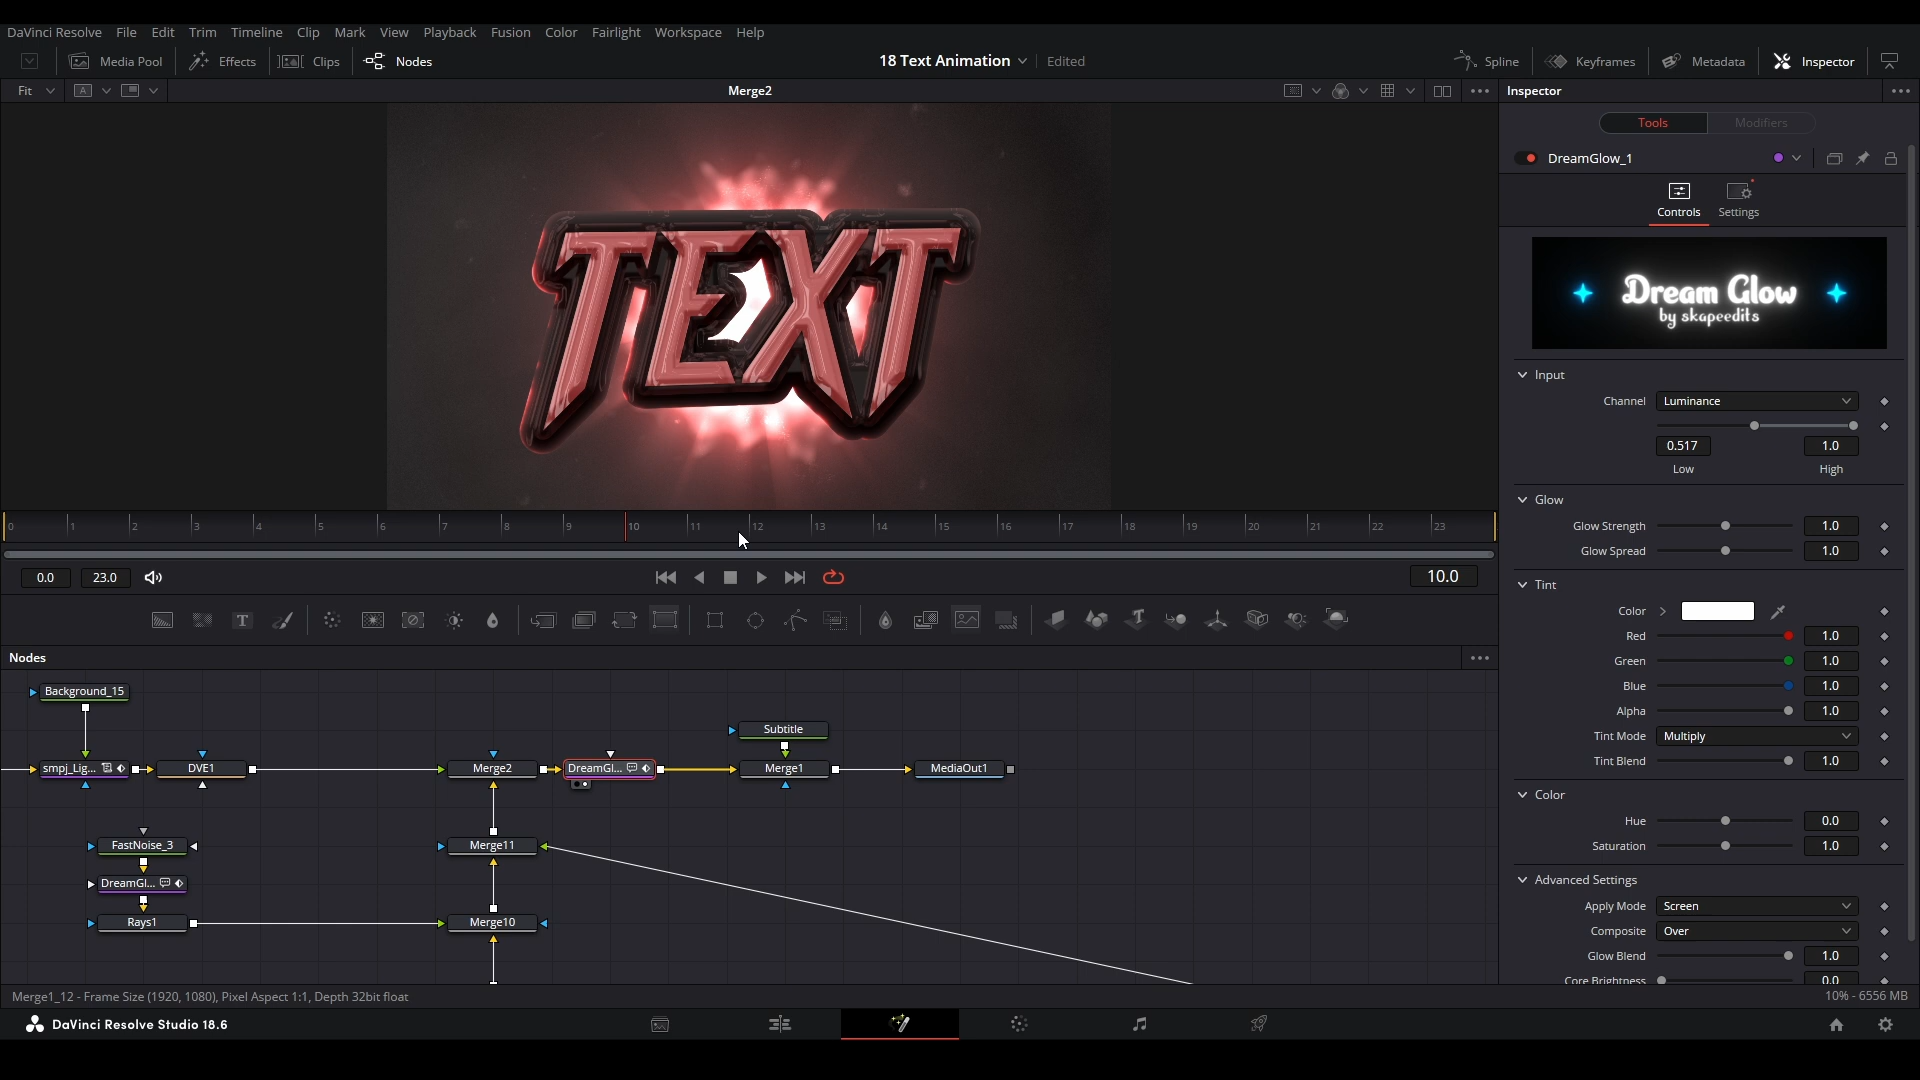 DaVinci Resolve File Edit Trim Timeline Clip Mark View Playback Fusion Color Fairlight Workspace Help
Media Pool Effects Clips Nodes 18 Text Animation Edited Spline Keyframes Metadata Inspector
Fit A Merge2 Inspector
Tools Modifiers
DreamGlow_1
Controls Settings
TEXT
Dream Glow
by skapeedits
Input
Channel Luminance
0.517 1.0
Low High
Glow
Glow Strength 1.0
Glow Spread 1.0
0 1 2 3 4 5 6 7 8 9 10 11 12 13 14 15 16 17 18 19 20 21 22 23
0.0 23.0 10.0
Tint
Color
Red 1.0
Green 1.0
Blue 1.0
Alpha 1.0
Tint Mode Multiply
Tint Blend 1.0
Color
Hue 0.0
Saturation 1.0
Advanced Settings
Apply Mode Screen
Composite Over
Glow Blend 1.0
Core Brightness 0.0
T T
Nodes
Background_15
Subtitle
smpj_Lig... DVE1 Merge2 DreamGl... Merge1 MediaOut1
FastNoise_3 Merge11
DreamGl...
Rays1 Merge10
Merge1_12 - Frame Size (1920, 1080), Pixel Aspect 1:1, Depth 32bit float 10% - 6556 MB
DaVinci Resolve Studio 18.6